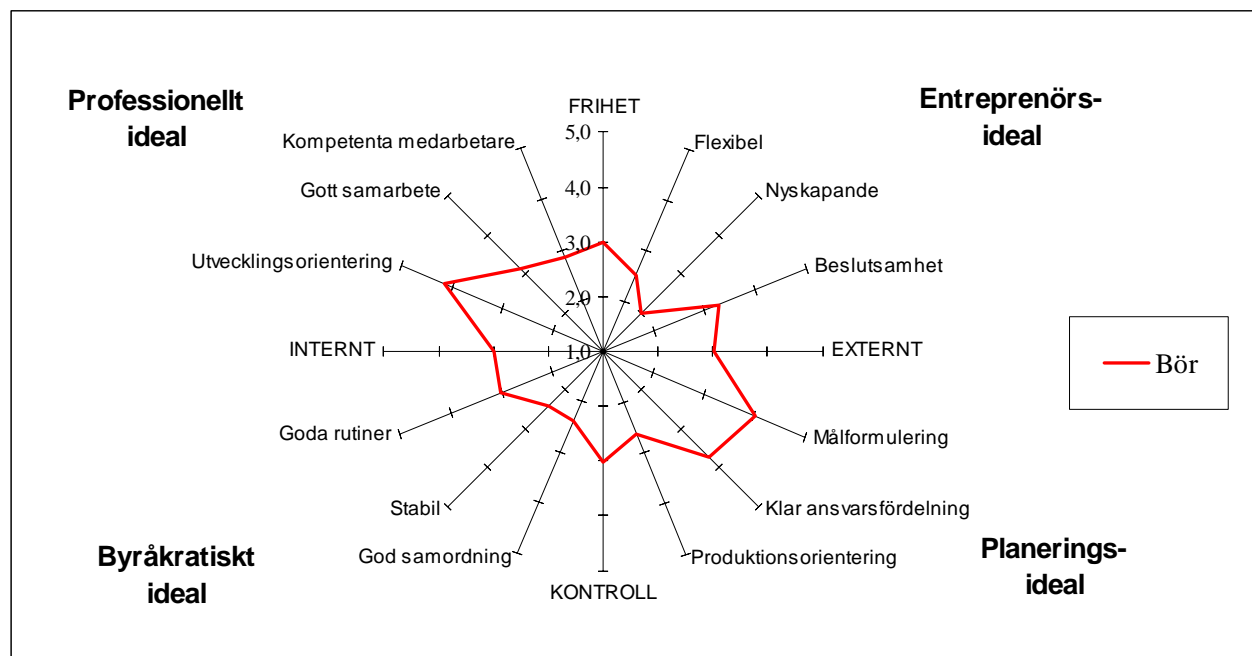 Professionellt
ideal
Entreprenörs-
ideal
FRIHET
5,0
Kompetenta medarbetare
Flexibel
4,0
Gott samarbete
Nyskapande
3,0
Utvecklingsorientering
Beslutsamhet
2,0
INTERNT
1,0
EXTERNT
Bör
Goda rutiner
Målformulering
Stabil
Klar ansvarsfördelning
God samordning
Produktionsorientering
KONTROLL
Byråkratiskt
ideal
Planerings-
ideal